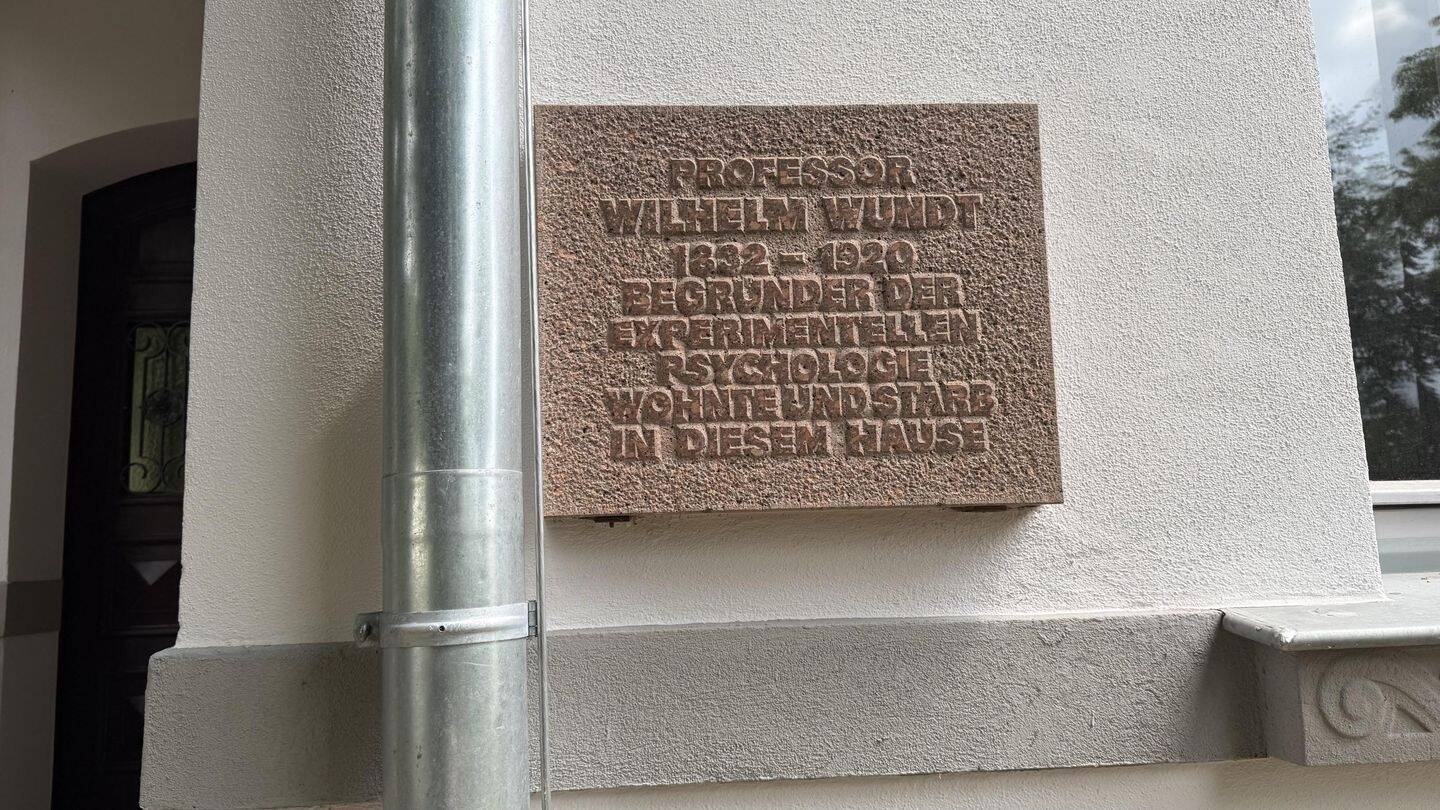 PROFESSOR
WILHELM WUNDT
1832 – 1920
BEGRÜNDER DER
EXPERIMENTELLEN
PSYCHOLOGIE
WOHNTE UND STARB
IN DIESEM HAUSE